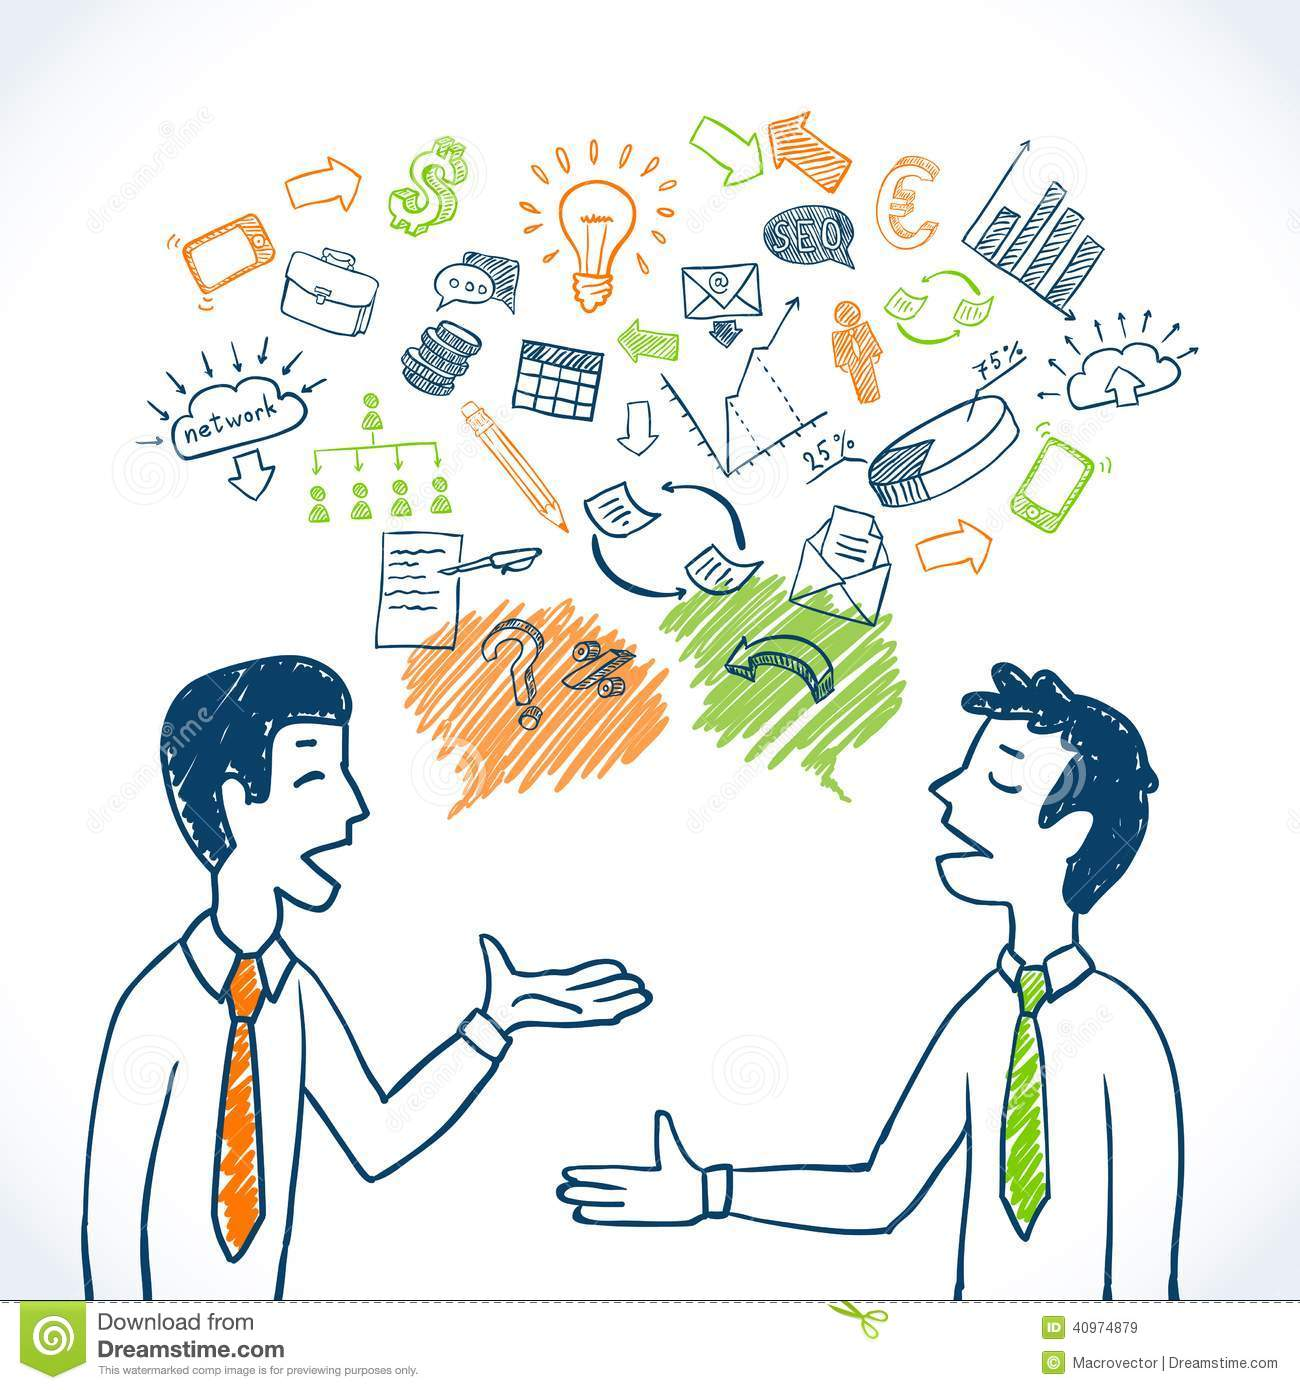 $
€
SEO
@
75%
network
25%
? %
Download from
Dreamstime.com
This watermarked comp image is for previewing purposes only.
ID 40974879
© Macrovector | Dreamstime.com
dreamstime